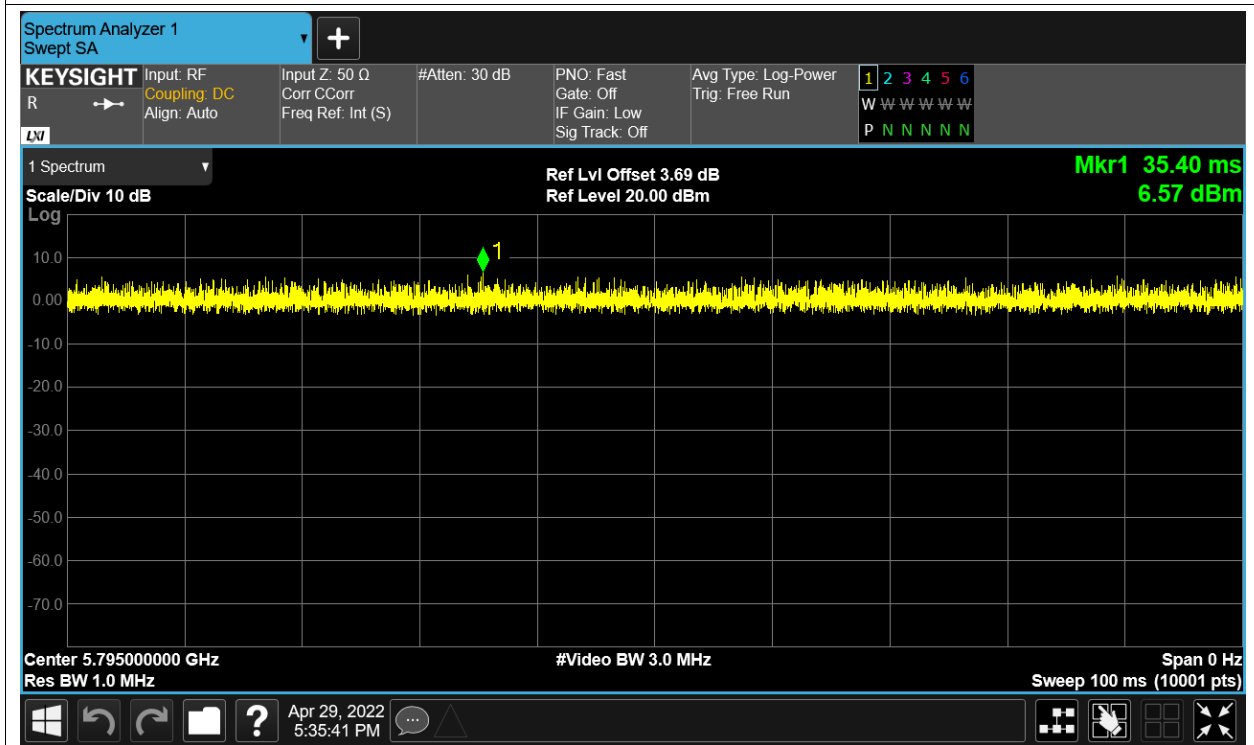 Spectrum Analyzer 1
Swept SA
+
KEYSIGHT Input: RF Input Z: 50 Ω #Atten: 30 dB PNO: Fast Avg Type: Log-Power 1 2 3 4 5 6
R Coupling: DC Corr CCorr Gate: Off Trig: Free Run W W W W W W
Align: Auto Freq Ref: Int (S) IF Gain: Low
LXI Sig Track: Off P N N N N N
1 Spectrum Ref Lvl Offset 3.69 dB Mkr1 35.40 ms
Scale/Div 10 dB Ref Level 20.00 dBm 6.57 dBm
Log
1
10.0
0.00
-10.0
-20.0
-30.0
-40.0
-50.0
-60.0
-70.0
Center 5.795000000 GHz #Video BW 3.0 MHz Span 0 Hz
Res BW 1.0 MHz Sweep 100 ms (10001 pts)
? Apr 29, 2022
5:35:41 PM